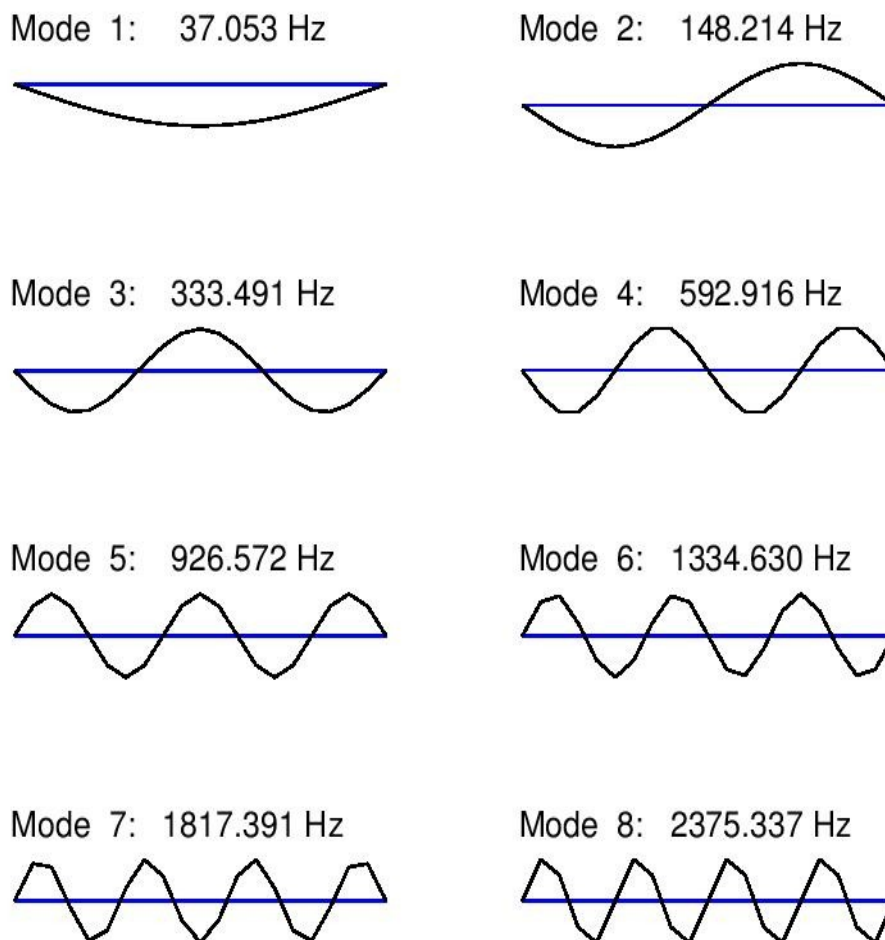 Mode 1: 37.053 Hz
Mode 2: 148.214 Hz
Mode 3: 333.491 Hz
Mode 4: 592.916 Hz
Mode 5: 926.572 Hz
Mode 6: 1334.630 Hz
Mode 7: 1817.391 Hz
Mode 8: 2375.337 Hz